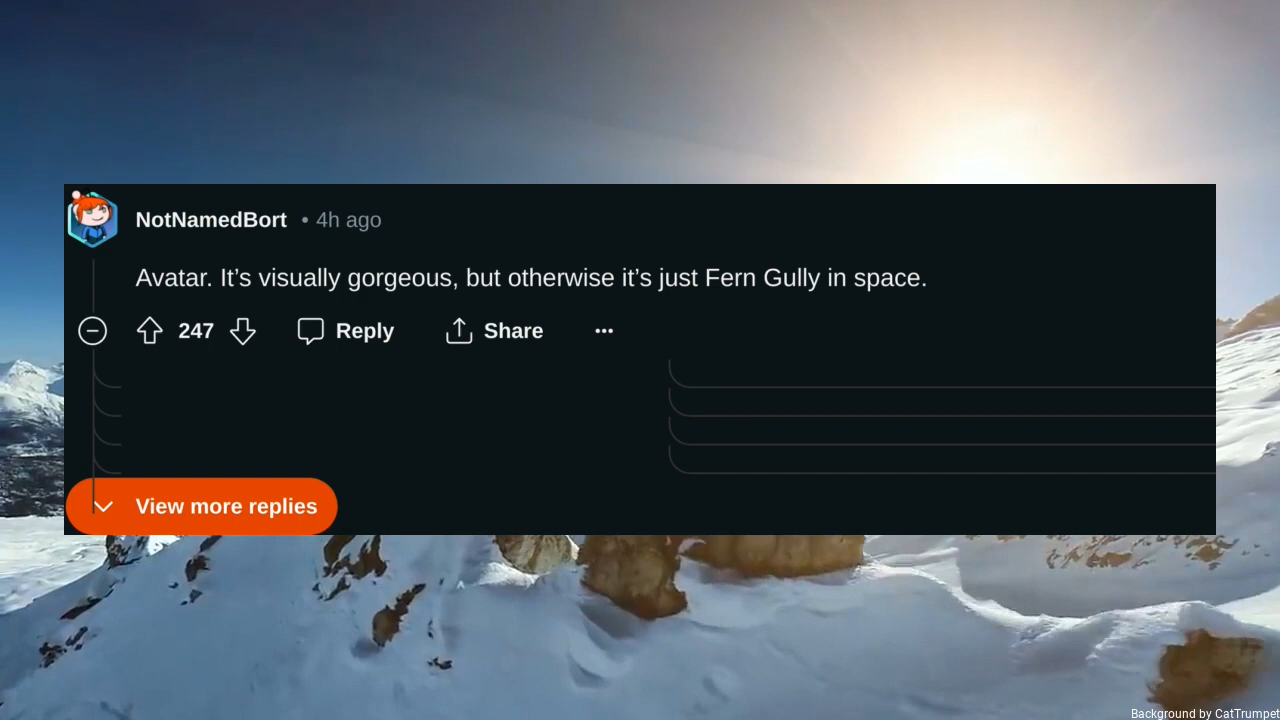 NotNamedBort • 4h ago
Avatar. It’s visually gorgeous, but otherwise it’s just Fern Gully in space.
247 Reply Share
View more replies
Background by CatTrumpet